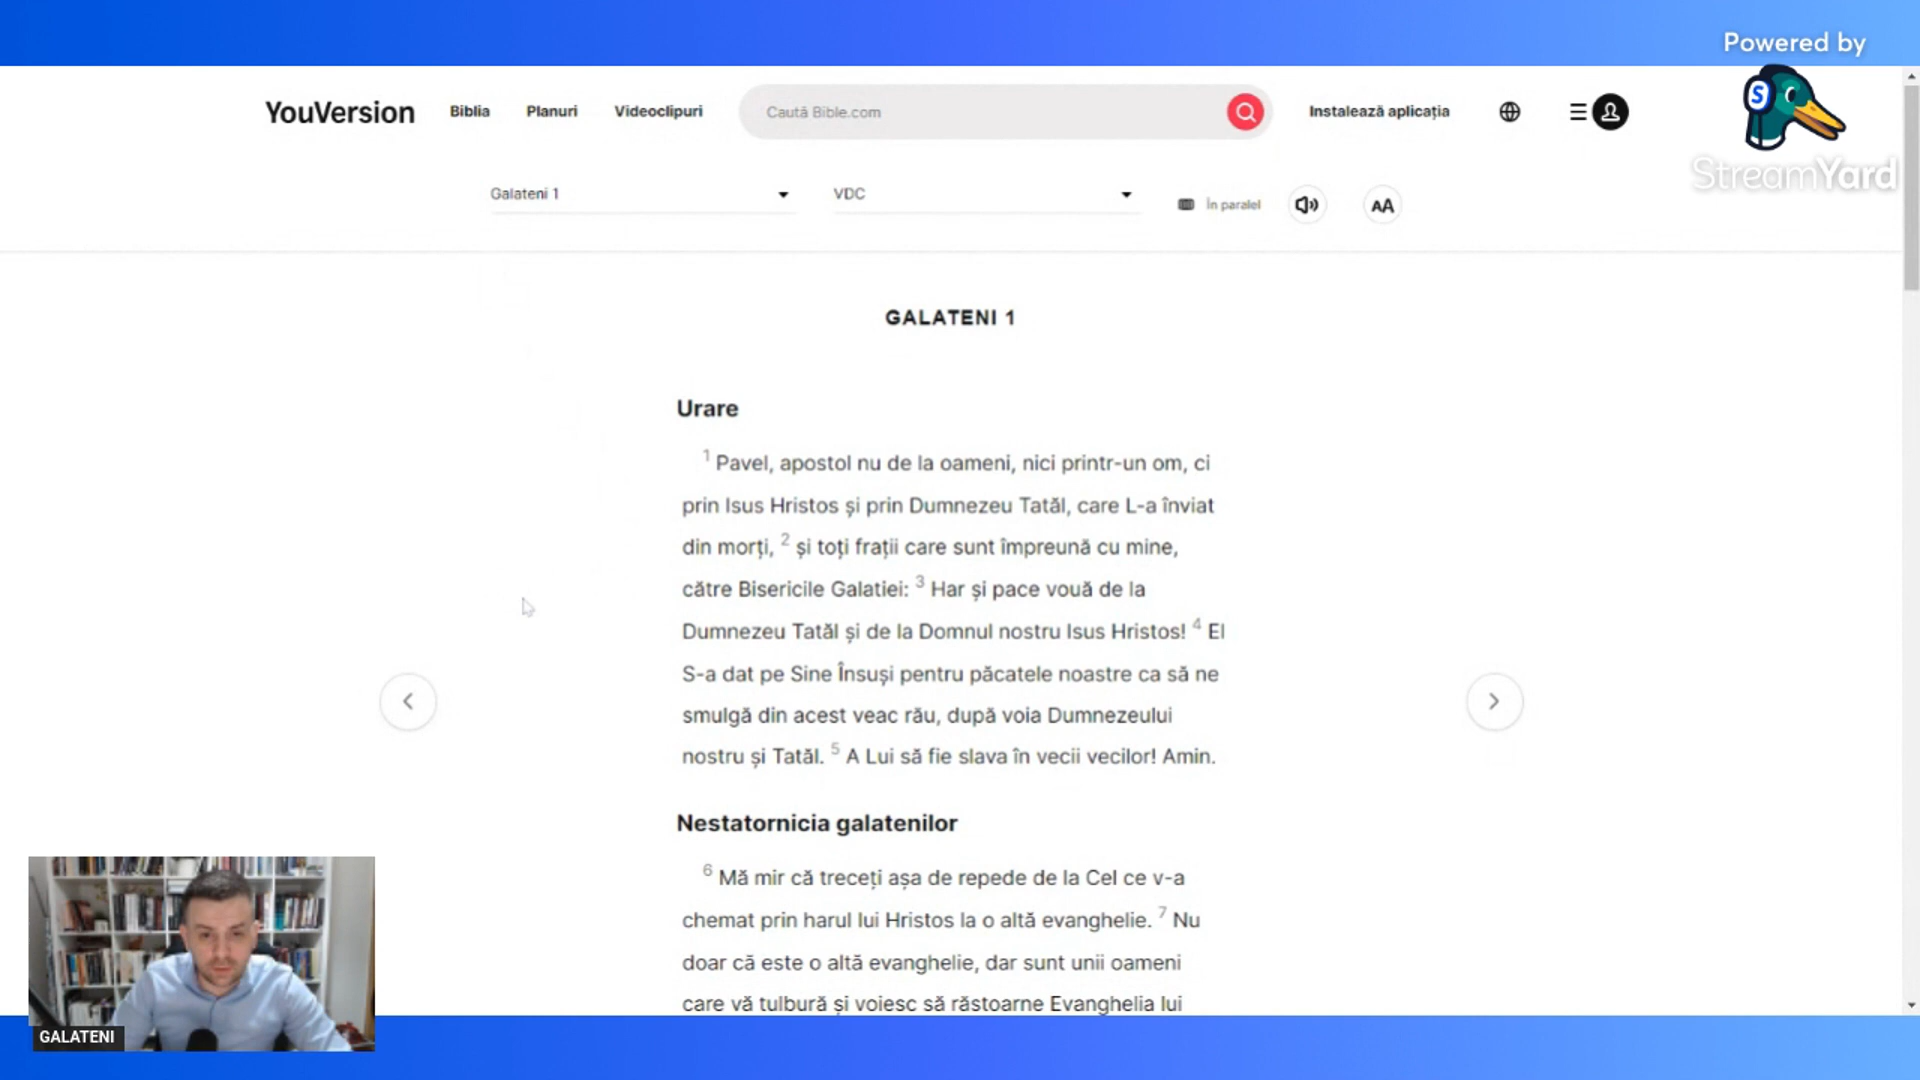 Powered by
StreamYard
YouVersion Biblia Planuri Videoclipuri Caută Bible.com Instalează aplicația
Galateni 1 VDC În paralel AA
GALATENI 1
Urare
1 Pavel, apostol nu de la oameni, nici printr-un om, ci
prin Isus Hristos și prin Dumnezeu Tatăl, care L-a înviat
din morți, 2 și toți frații care sunt împreună cu mine,
către Bisericile Galatiei: 3 Har și pace vouă de la
Dumnezeu Tatăl și de la Domnul nostru Isus Hristos! 4 El
S-a dat pe Sine Însuși pentru păcatele noastre ca să ne
smulgă din acest veac rău, după voia Dumnezeului
nostru și Tatăl. 5 A Lui să fie slava în vecii vecilor! Amin.
Nestatornicia galatenilor
6 Mă mir că treceți așa de repede de la Cel ce v-a
chemat prin harul lui Hristos la o altă evanghelie. 7 Nu
doar că este o altă evanghelie, dar sunt unii oameni
care vă tulbură și voiesc să răstoarne Evanghelia lui
GALATENI